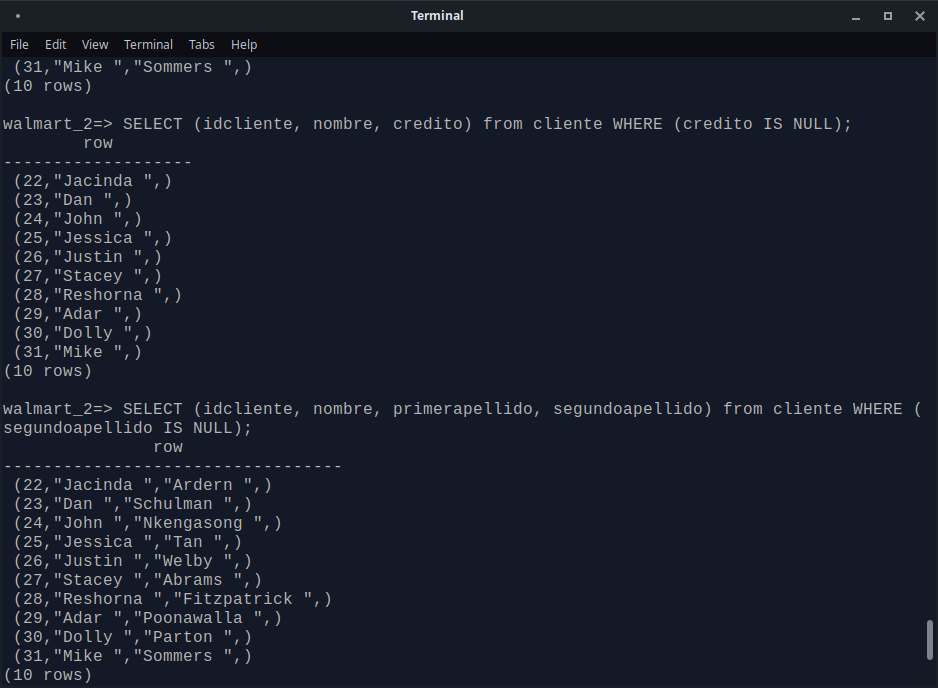 Terminal
File Edit View Terminal Tabs Help
 (31,"Mike ","Sommers ",)
(10 rows)
walmart_2=> SELECT (idcliente, nombre, credito) from cliente WHERE (credito IS NULL);
        row
-------------------
 (22,"Jacinda ",)
 (23,"Dan ",)
 (24,"John ",)
 (25,"Jessica ",)
 (26,"Justin ",)
 (27,"Stacey ",)
 (28,"Reshorna ",)
 (29,"Adar ",)
 (30,"Dolly ",)
 (31,"Mike ",)
(10 rows)
walmart_2=> SELECT (idcliente, nombre, primerapellido, segundoapellido) from cliente WHERE (
segundoapellido IS NULL);
               row
----------------------------------
 (22,"Jacinda ","Ardern ",)
 (23,"Dan ","Schulman ",)
 (24,"John ","Nkengasong ",)
 (25,"Jessica ","Tan ",)
 (26,"Justin ","Welby ",)
 (27,"Stacey ","Abrams ",)
 (28,"Reshorna ","Fitzpatrick ",)
 (29,"Adar ","Poonawalla ",)
 (30,"Dolly ","Parton ",)
 (31,"Mike ","Sommers ",)
(10 rows)